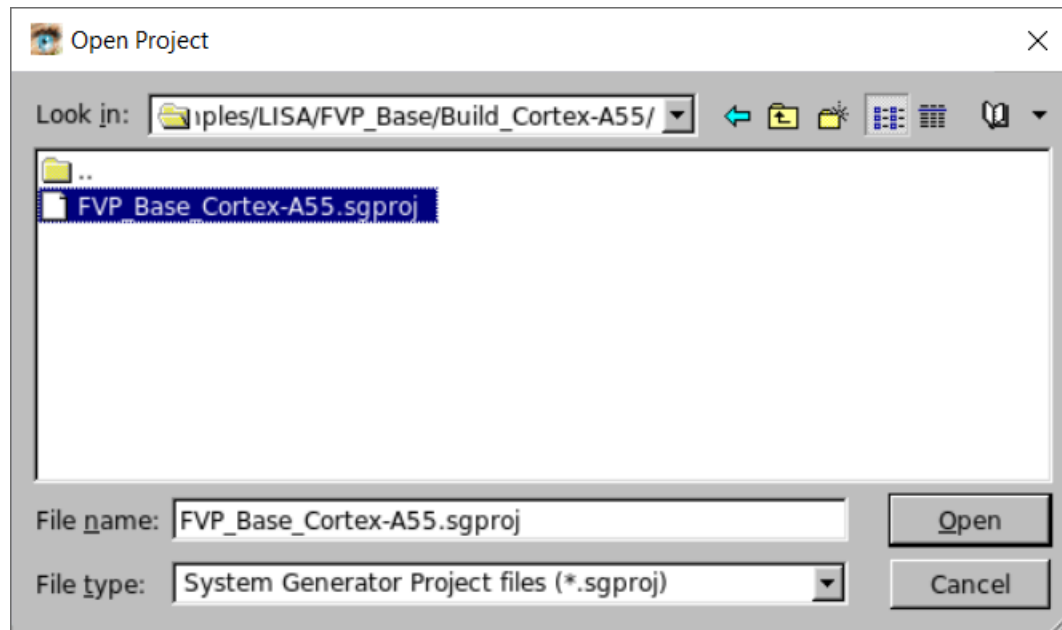 Open Project
Look in: ples/LISA/FVP_Base/Build_Cortex-A55/
..
FVP_Base_Cortex-A55.sgproj
File name: FVP_Base_Cortex-A55.sgproj
Open
File type: System Generator Project files (*.sgproj)
Cancel